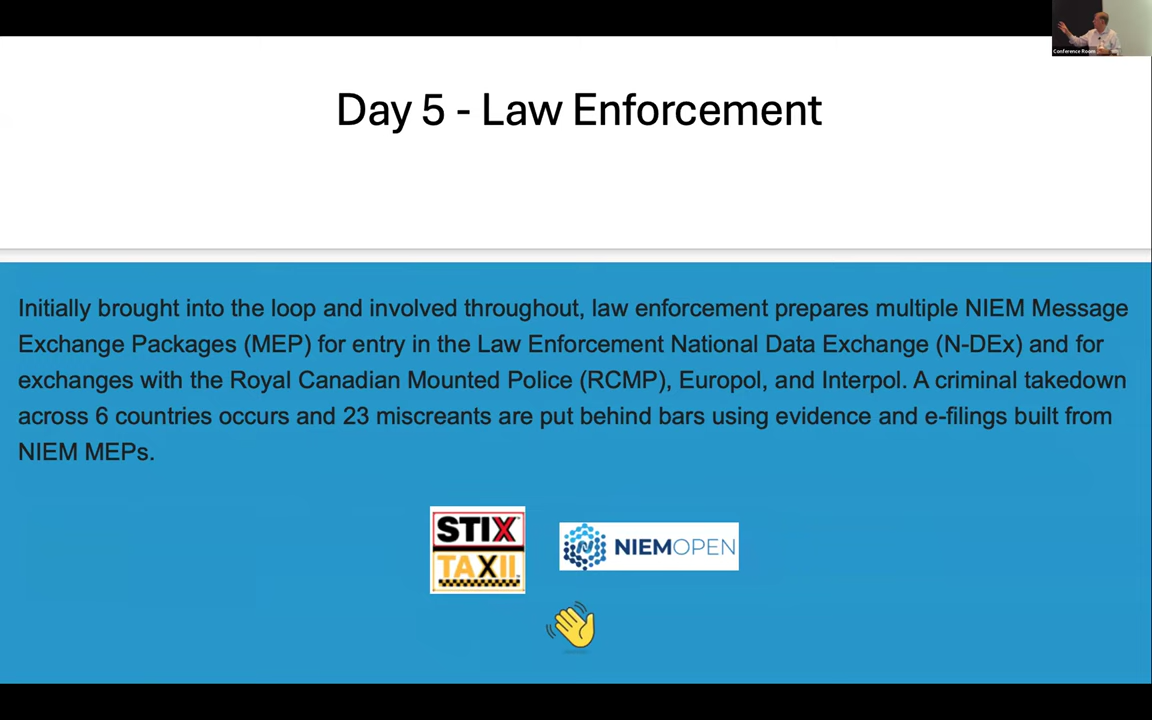 Conference Room
Day 5 - Law Enforcement
Initially brought into the loop and involved throughout, law enforcement prepares multiple NIEM Message
Exchange Packages (MEP) for entry in the Law Enforcement National Data Exchange (N-DEx) and for
exchanges with the Royal Canadian Mounted Police (RCMP), Europol, and Interpol. A criminal takedown
across 6 countries occurs and 23 miscreants are put behind bars using evidence and e-filings built from
NIEM MEPs.
STIX
TAXII
N NIEMOPEN